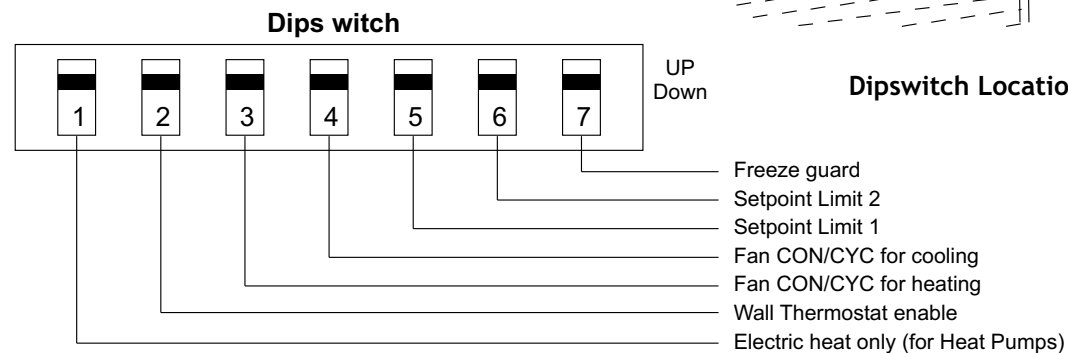 Dips witch
UP
Down
Dipswitch Locatio
1 2 3 4 5 6 7
Freeze guard
Setpoint Limit 2
Setpoint Limit 1
Fan CON/CYC for cooling
Fan CON/CYC for heating
Wall Thermostat enable
Electric heat only (for Heat Pumps)